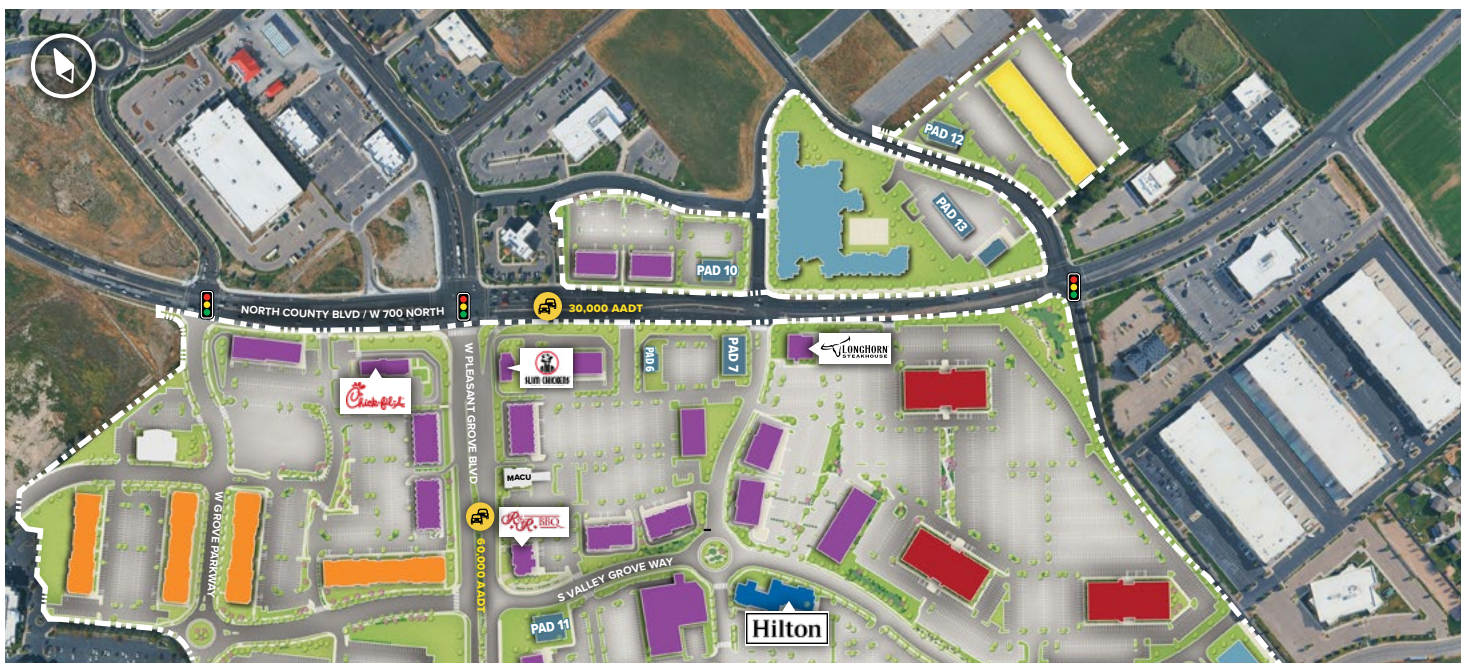 PAD 12
PAD 13
PAD 10
NORTH COUNTY BLVD / W 700 NORTH
30,000 AADT
W PLEASANT GROVE BLVD
SLIM CHICKENS
PAD 6
PAD 7
LONGHORN
STEAKHOUSE
Chick-fil-A
MACU
W GROVE PARKWAY
R&R BBQ
60,000 AADT
S VALLEY GROVE WAY
PAD 11
Hilton